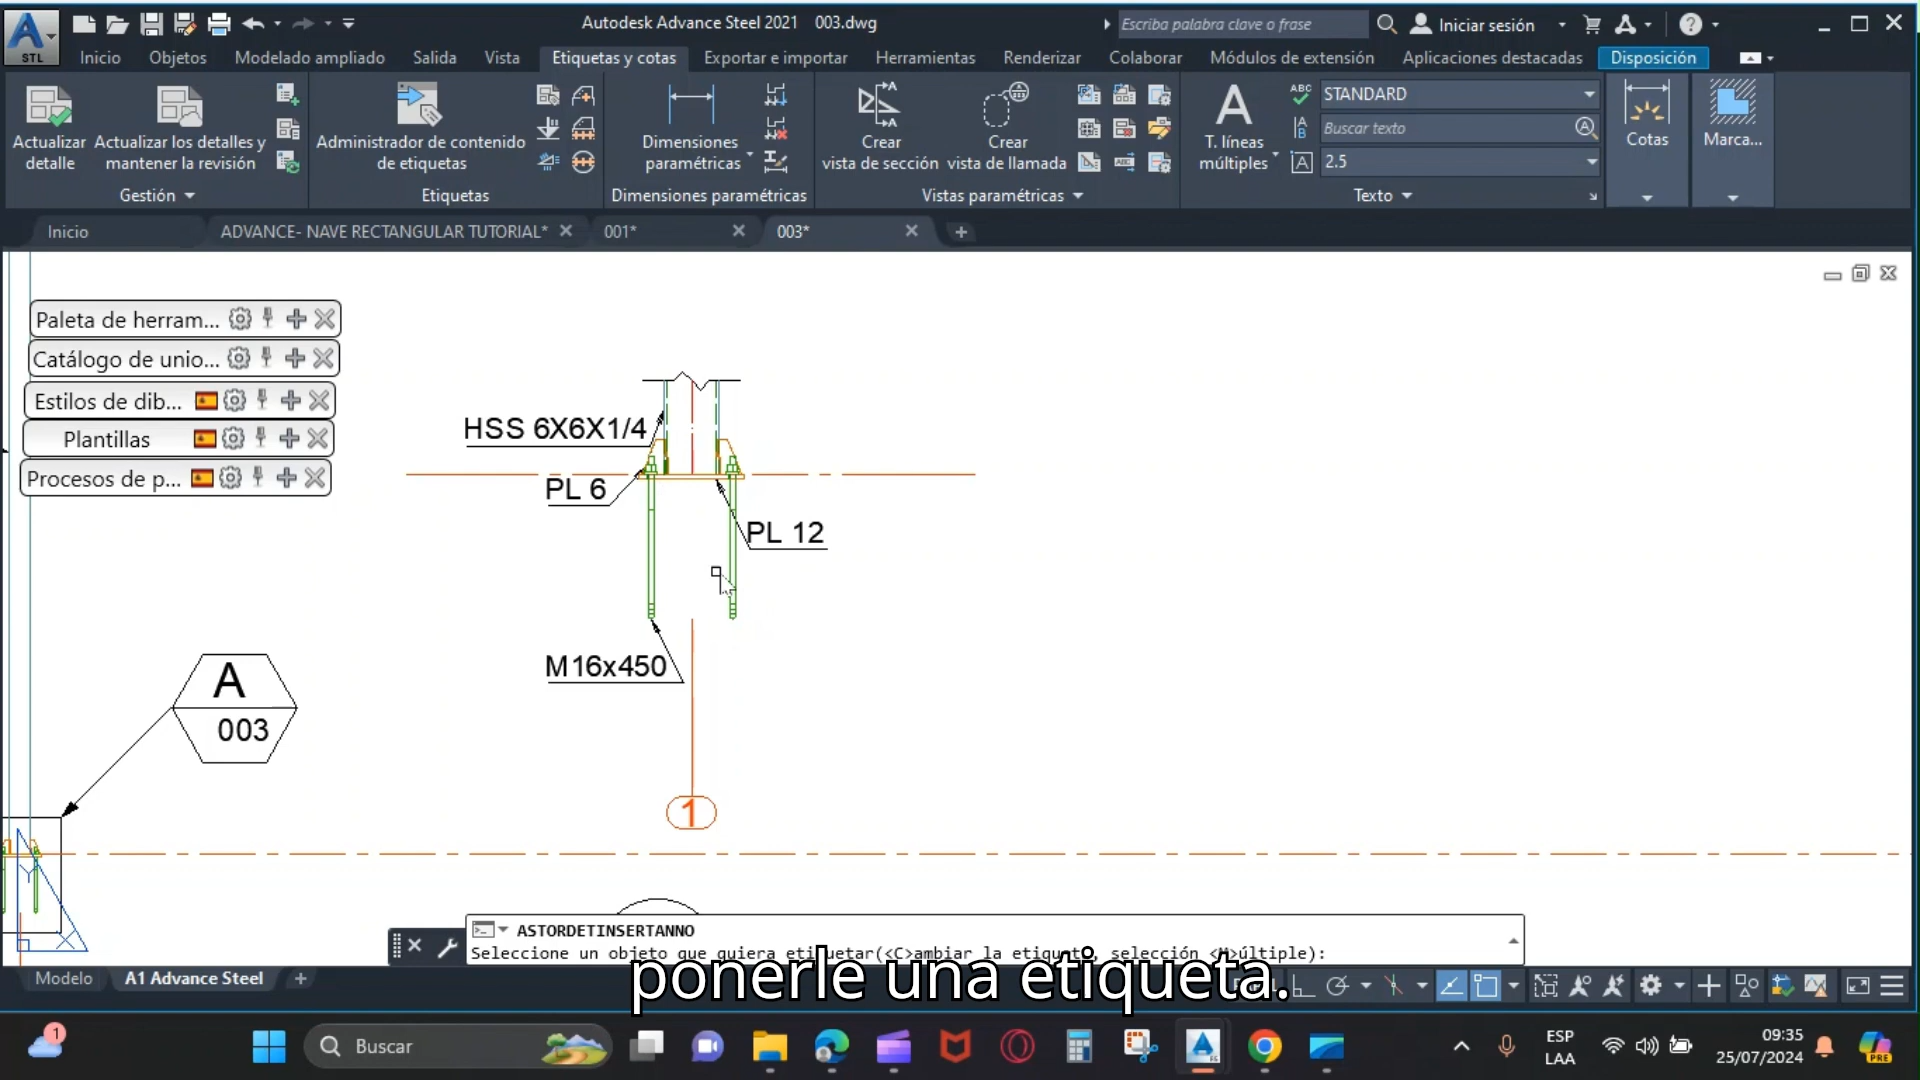 Autodesk Advance Steel 2021 003.dwg
Escriba palabra clave o frase
Iniciar sesión
STL
Inicio Objetos Modelado ampliado Salida Vista Etiquetas y cotas Exportar e importar Herramientas Renderizar Colaborar Módulos de extensión Aplicaciones destacadas Disposición
Actualizar
detalle
Actualizar los detalles y
mantener la revisión
Administrador de contenido
de etiquetas
Dimensiones
paramétricas
Crear
vista de sección
Crear
vista de llamada
T. líneas
múltiples
ABC
STANDARD
Buscar texto
2.5
Cotas
Marca...
Gestión Etiquetas Dimensiones paramétricas Vistas paramétricas Texto
Inicio ADVANCE- NAVE RECTANGULAR TUTORIAL* 001* 003*
Paleta de herram...
Catálogo de unio...
Estilos de dib...
Plantillas
Procesos de p...
HSS 6X6X1/4
PL 6
PL 12
M16x450
A
003
1
Y
X
ASTORDETINSERTANNO
Seleccione un objeto que quiera etiquetar(<C>ambiar la etiqueta, selección <M>últiple):
ponerle una etiqueta.
Modelo A1 Advance Steel
1
Buscar
ESP
LAA
09:35
25/07/2024
PRE